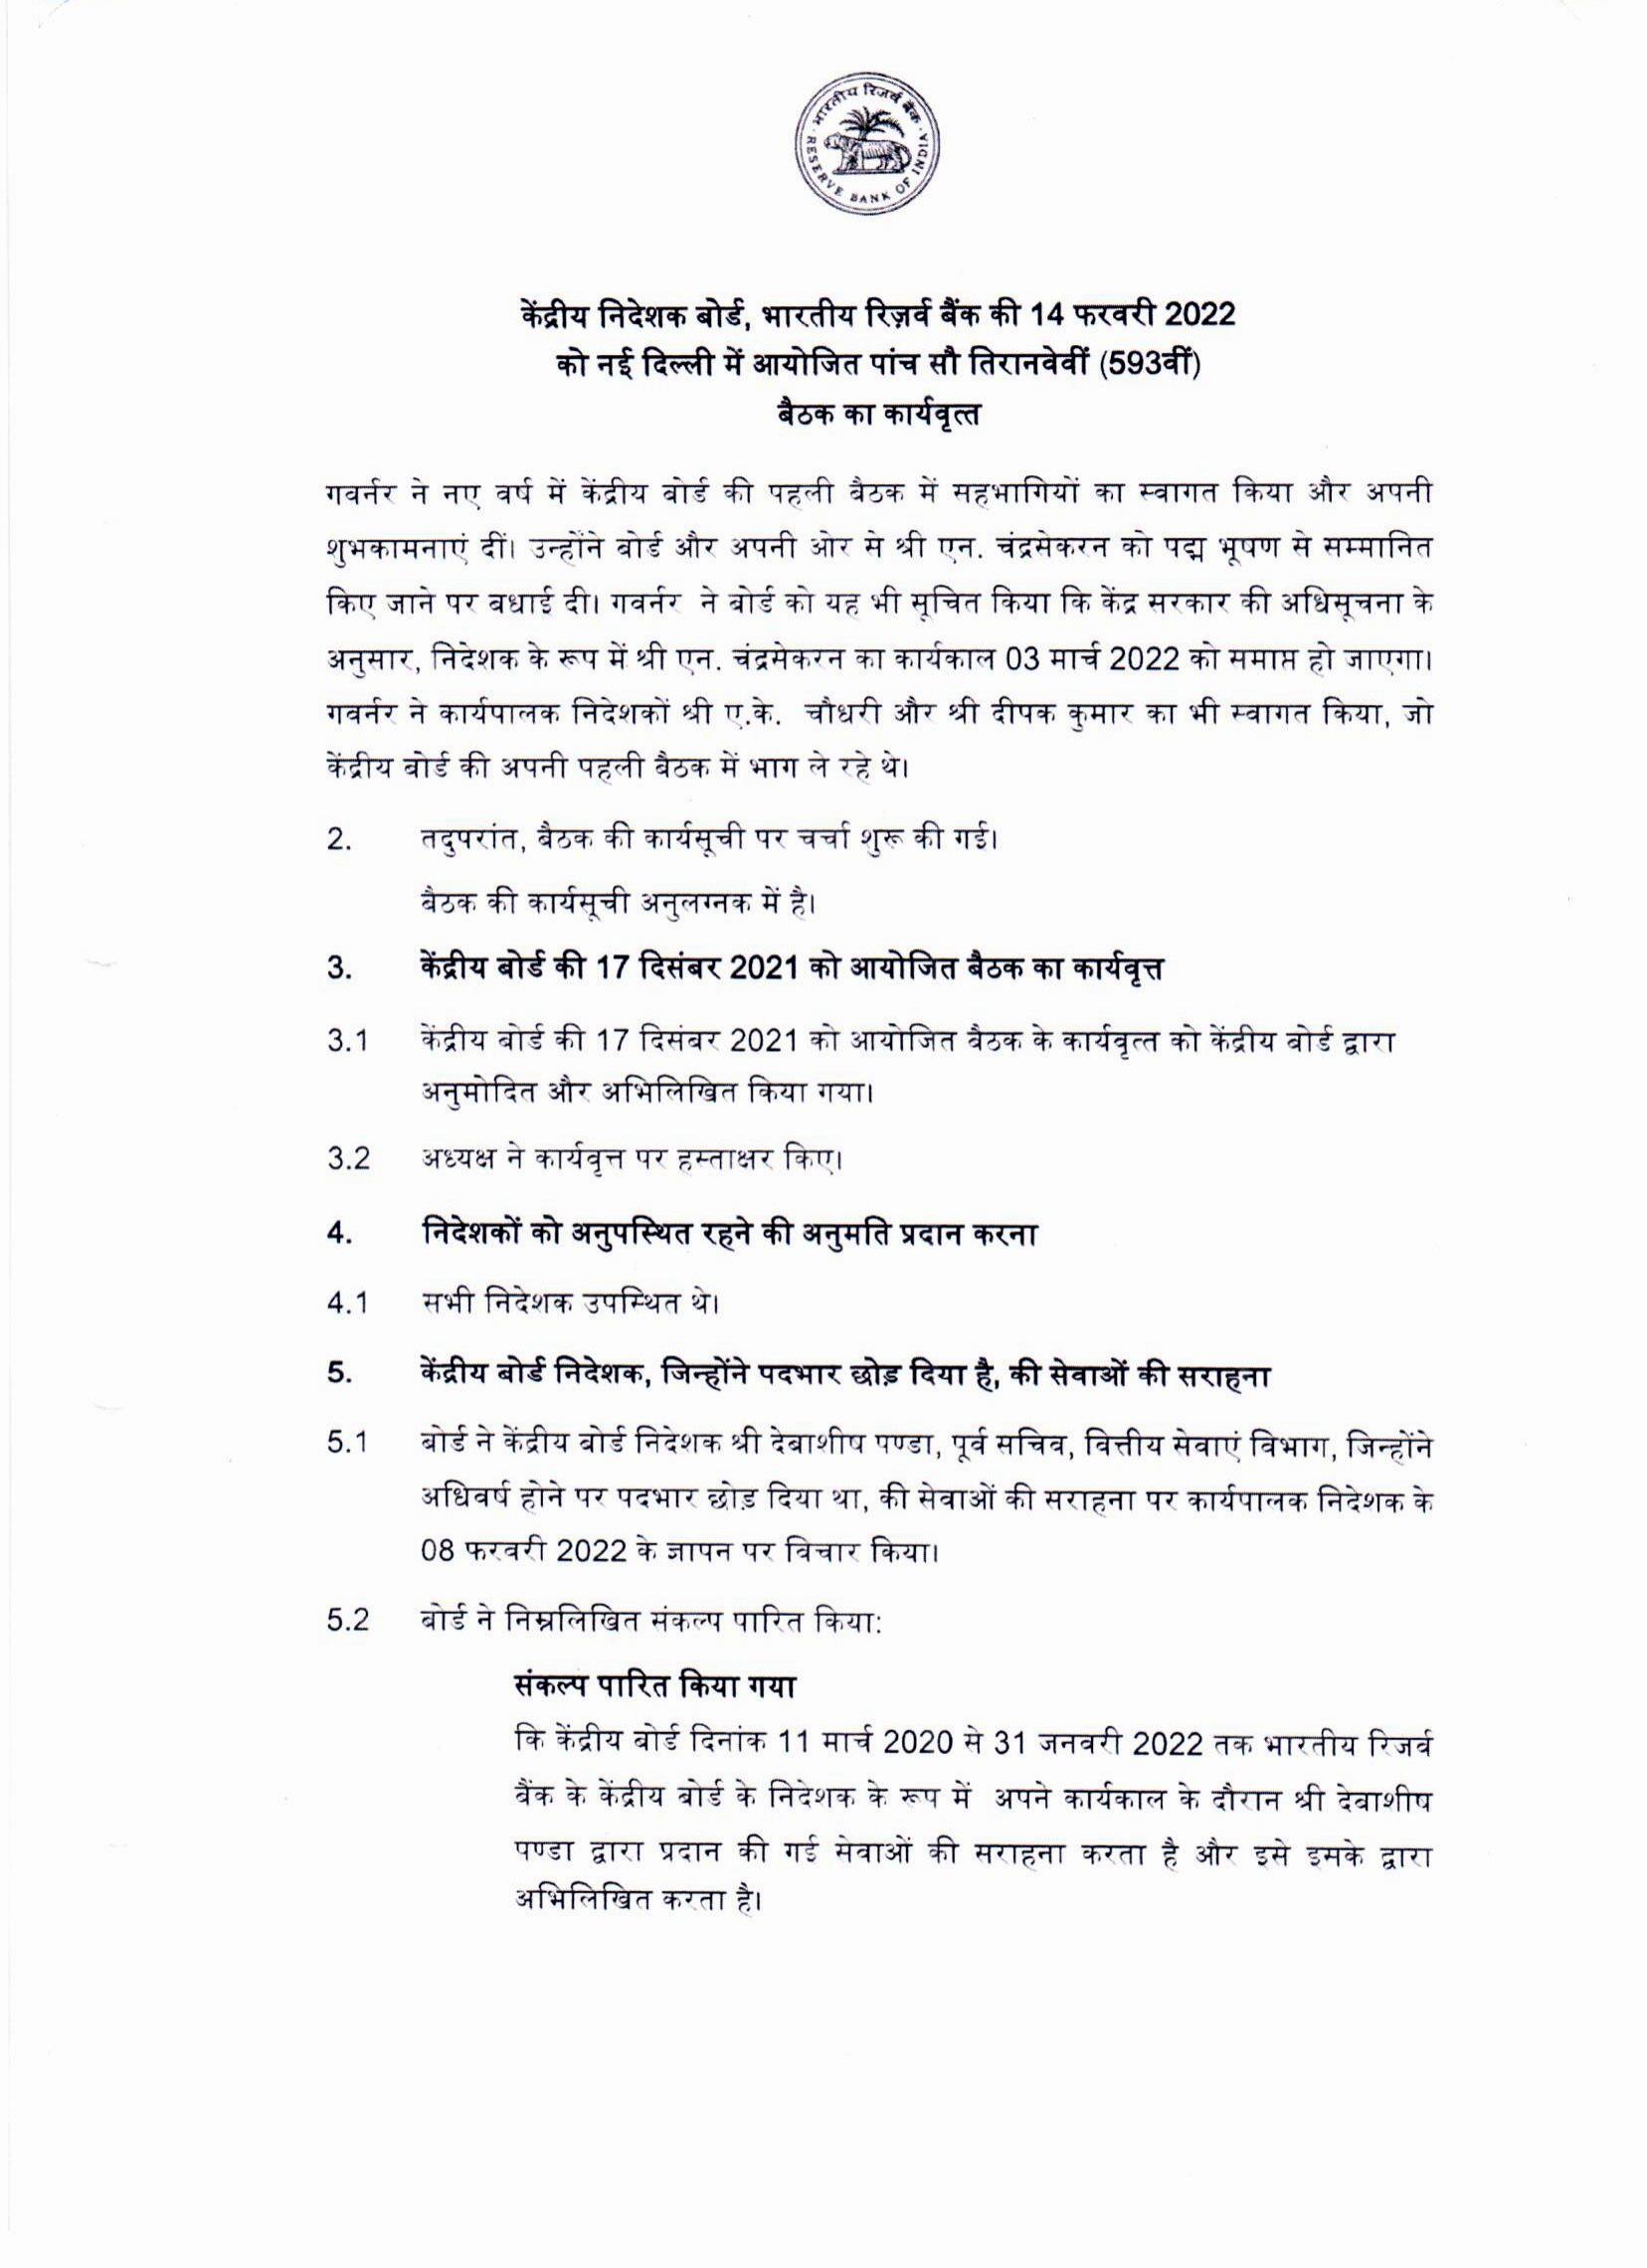 भारतीय रिज़र्व बैंक
RESERVE BANK OF INDIA
केंद्रीय निदेशक बोर्ड, भारतीय रिज़र्व बैंक की 14 फरवरी 2022
को नई दिल्ली में आयोजित पांच सौ तिरानवेवीं (593वीं)
बैठक का कार्यवृत्त
गवर्नर ने नए वर्ष में केंद्रीय बोर्ड की पहली बैठक में सहभागियों का स्वागत किया और अपनी
शुभकामनाएं दीं। उन्होंने बोर्ड और अपनी ओर से श्री एन. चंद्रसेकरन को पद्म भूषण से सम्मानित
किए जाने पर बधाई दी। गवर्नर ने बोर्ड को यह भी सूचित किया कि केंद्र सरकार की अधिसूचना के
अनुसार, निदेशक के रूप में श्री एन. चंद्रसेकरन का कार्यकाल 03 मार्च 2022 को समाप्त हो जाएगा।
गवर्नर ने कार्यपालक निदेशकों श्री ए.के. चौधरी और श्री दीपक कुमार का भी स्वागत किया, जो
केंद्रीय बोर्ड की अपनी पहली बैठक में भाग ले रहे थे।
2. तदुपरांत, बैठक की कार्यसूची पर चर्चा शुरू की गई।
बैठक की कार्यसूची अनुलग्नक में है।
3. केंद्रीय बोर्ड की 17 दिसंबर 2021 को आयोजित बैठक का कार्यवृत्त
3.1 केंद्रीय बोर्ड की 17 दिसंबर 2021 को आयोजित बैठक के कार्यवृत्त को केंद्रीय बोर्ड द्वारा
अनुमोदित और अभिलिखित किया गया।
3.2 अध्यक्ष ने कार्यवृत्त पर हस्ताक्षर किए।
4. निदेशकों को अनुपस्थित रहने की अनुमति प्रदान करना
4.1 सभी निदेशक उपस्थित थे।
5. केंद्रीय बोर्ड निदेशक, जिन्होंने पदभार छोड़ दिया है, की सेवाओं की सराहना
5.1 बोर्ड ने केंद्रीय बोर्ड निदेशक श्री देबाशीष पण्डा, पूर्व सचिव, वित्तीय सेवाएं विभाग, जिन्होंने
अधिवर्ष होने पर पदभार छोड़ दिया था, की सेवाओं की सराहना पर कार्यपालक निदेशक के
08 फरवरी 2022 के ज्ञापन पर विचार किया।
5.2 बोर्ड ने निम्नलिखित संकल्प पारित किया:
संकल्प पारित किया गया
कि केंद्रीय बोर्ड दिनांक 11 मार्च 2020 से 31 जनवरी 2022 तक भारतीय रिजर्व
बैंक के केंद्रीय बोर्ड के निदेशक के रूप में अपने कार्यकाल के दौरान श्री देवाशीष
पण्डा द्वारा प्रदान की गई सेवाओं की सराहना करता है और इसे इसके द्वारा
अभिलिखित करता है।